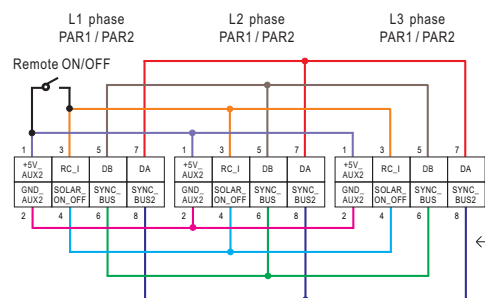 L1 phase L2 phase L3 phase
PAR1 / PAR2 PAR1 / PAR2 PAR1 / PAR2
Remote ON/OFF
1 3 5 7 1 3 5 7 1 3 5 7
+5V_ AUX2 RC_I DB DA +5V_ AUX2 RC_I DB DA +5V_ AUX2 RC_I DB DA
GND_ AUX2 SOLAR_ ON_OFF SYNC_ BUS SYNC_ BUS2 GND_ AUX2 SOLAR_ ON_OFF SYNC_ BUS SYNC_ BUS2 GND_ AUX2 SOLAR_ ON_OFF SYNC_ BUS SYNC_ BUS2
2 4 6 8 2 4 6 8 2 4 6 8